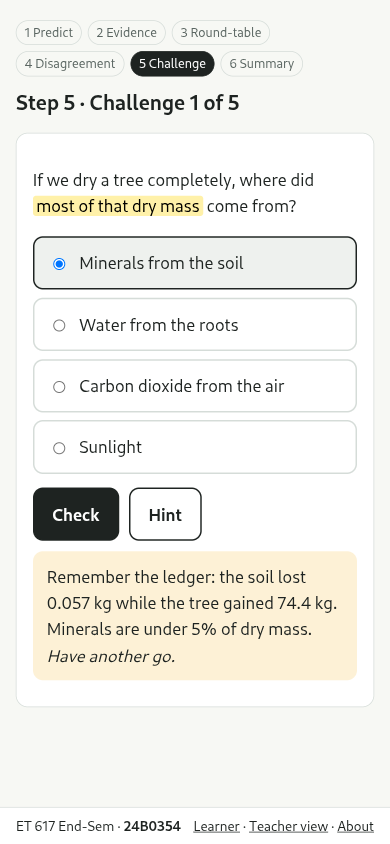 1 Predict
2 Evidence
3 Round-table
4 Disagreement
5 Challenge
6 Summary
Step 5 · Challenge 1 of 5
If we dry a tree completely, where did
most of that dry mass come from?
Minerals from the soil
Water from the roots
Carbon dioxide from the air
Sunlight
Check
Hint
Remember the ledger: the soil lost
0.057 kg while the tree gained 74.4 kg.
Minerals are under 5% of dry mass.
Have another go.
ET 617 End-Sem · 24B0354
Learner · Teacher view · About